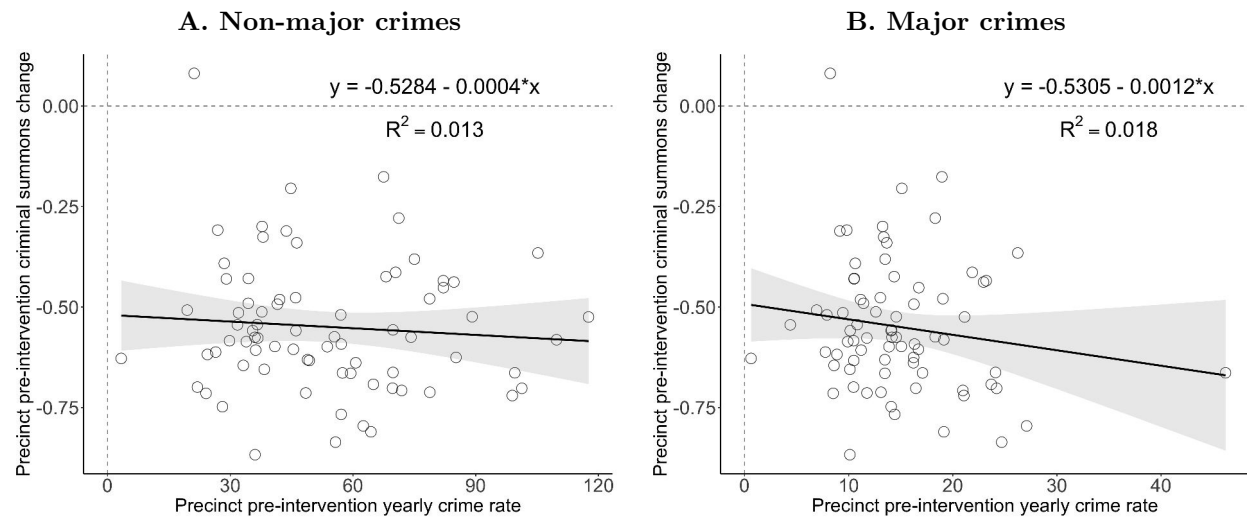 A. Non-major crimes
Precinct pre-intervention criminal summons change
0.00
-0.25
-0.50
-0.75
y = -0.5284 - 0.0004*x
R² = 0.013
0 30 60 90 120
Precinct pre-intervention yearly crime rate
B. Major crimes
Precinct pre-intervention criminal summons change
0.00
-0.25
-0.50
-0.75
y = -0.5305 - 0.0012*x
R² = 0.018
0 10 20 30 40
Precinct pre-intervention yearly crime rate